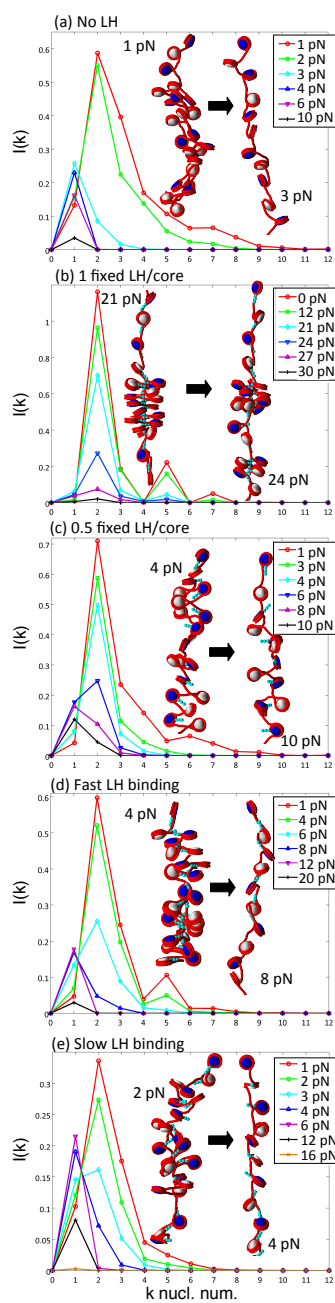 (a) No LH
1 pN
3 pN
1 pN
2 pN
3 pN
4 pN
6 pN
10 pN
I(k)
0.6
0.5
0.4
0.3
0.2
0.1
0
0 1 2 3 4 5 6 7 8 9 10 11 12
(b) 1 fixed LH/core
21 pN
24 pN
0 pN
12 pN
21 pN
24 pN
27 pN
30 pN
I(k)
1
0.8
0.6
0.4
0.2
0
0 1 2 3 4 5 6 7 8 9 10 11 12
(c) 0.5 fixed LH/core
4 pN
10 pN
1 pN
3 pN
4 pN
6 pN
8 pN
10 pN
I(k)
0.7
0.6
0.5
0.4
0.3
0.2
0.1
0
0 1 2 3 4 5 6 7 8 9 10 11 12
(d) Fast LH binding
4 pN
8 pN
1 pN
4 pN
6 pN
8 pN
12 pN
20 pN
I(k)
0.6
0.5
0.4
0.3
0.2
0.1
0
0 1 2 3 4 5 6 7 8 9 10 11 12
(e) Slow LH binding
2 pN
4 pN
1 pN
2 pN
3 pN
4 pN
6 pN
12 pN
16 pN
I(k)
0.3
0.25
0.2
0.15
0.1
0.05
0
0 1 2 3 4 5 6 7 8 9 10 11 12
k nucl. num.